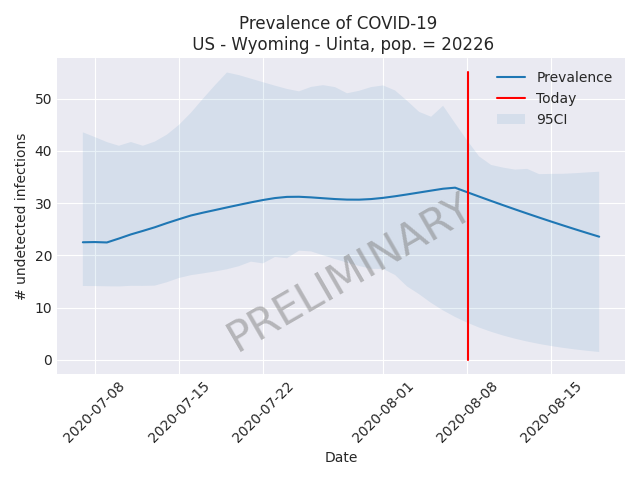 Prevalence of COVID-19
US - Wyoming - Uinta, pop. = 20226
Prevalence
Today
95CI
# undetected infections
50
40
30
20
10
0
PRELIMINARY
2020-07-08
2020-07-15
2020-07-22
2020-08-01
2020-08-08
2020-08-15
Date